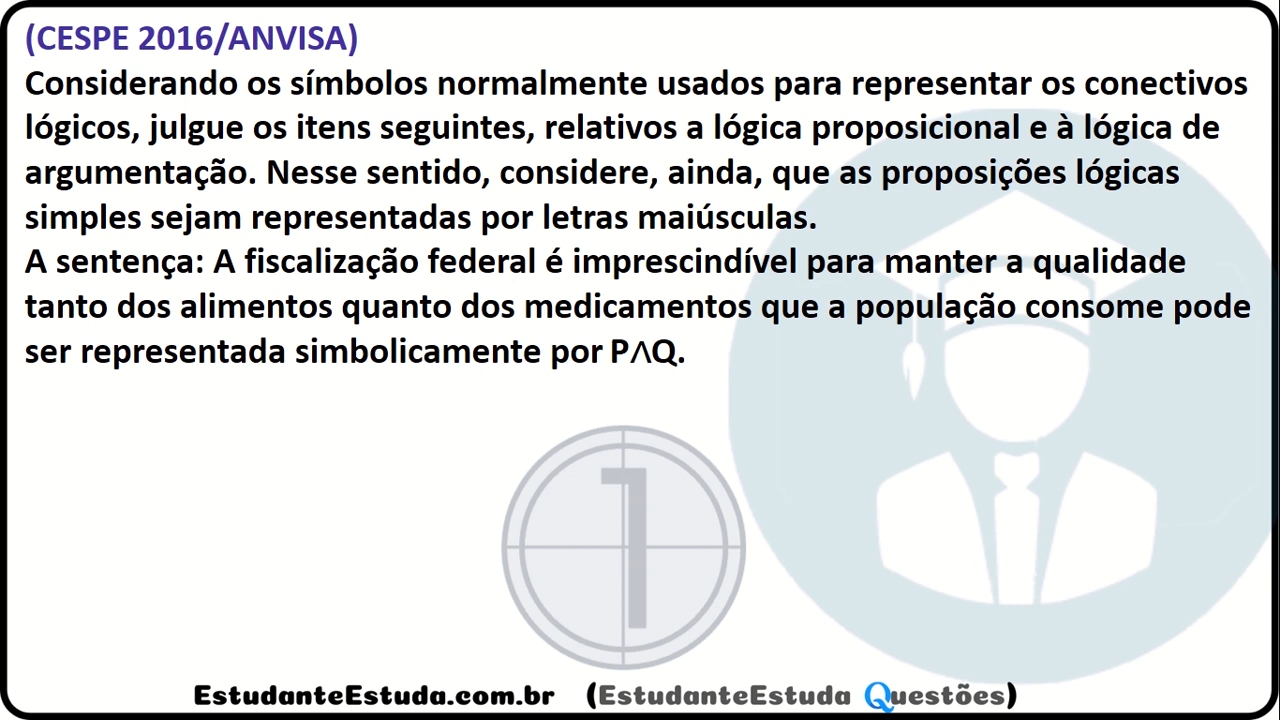 (CESPE 2016/ANVISA)
Considerando os símbolos normalmente usados para representar os conectivos
lógicos, julgue os itens seguintes, relativos a lógica proposicional e à lógica de
argumentação. Nesse sentido, considere, ainda, que as proposições lógicas
simples sejam representadas por letras maiúsculas.
A sentença: A fiscalização federal é imprescindível para manter a qualidade
tanto dos alimentos quanto dos medicamentos que a população consome pode
ser representada simbolicamente por P∧Q.
1
EstudanteEstuda.com.br (EstudanteEstuda Questões)